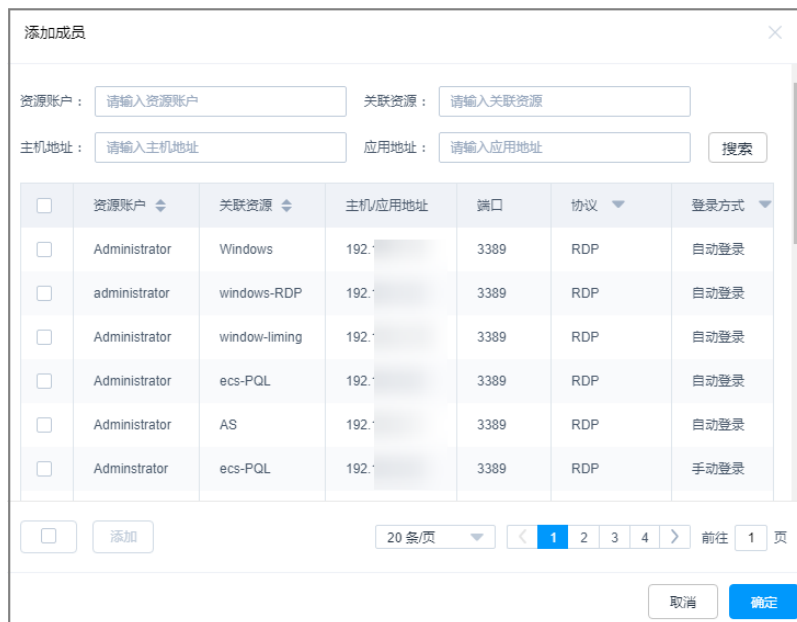 添加成员
资源账户： 请输入资源账户 关联资源： 请输入关联资源
主机地址： 请输入主机地址 应用地址： 请输入应用地址 搜索
资源账户 关联资源 主机/应用地址 端口 协议 登录方式
Administrator Windows 192. 3389 RDP 自动登录
administrator windows-RDP 192. 3389 RDP 自动登录
Administrator window-liming 192. 3389 RDP 自动登录
Administrator ecs-PQL 192. 3389 RDP 自动登录
Administrator AS 192. 3389 RDP 自动登录
Adminstrator ecs-PQL 192. 3389 RDP 手动登录
添加 20 条/页 1 2 3 4 前往 1 页
取消 确定